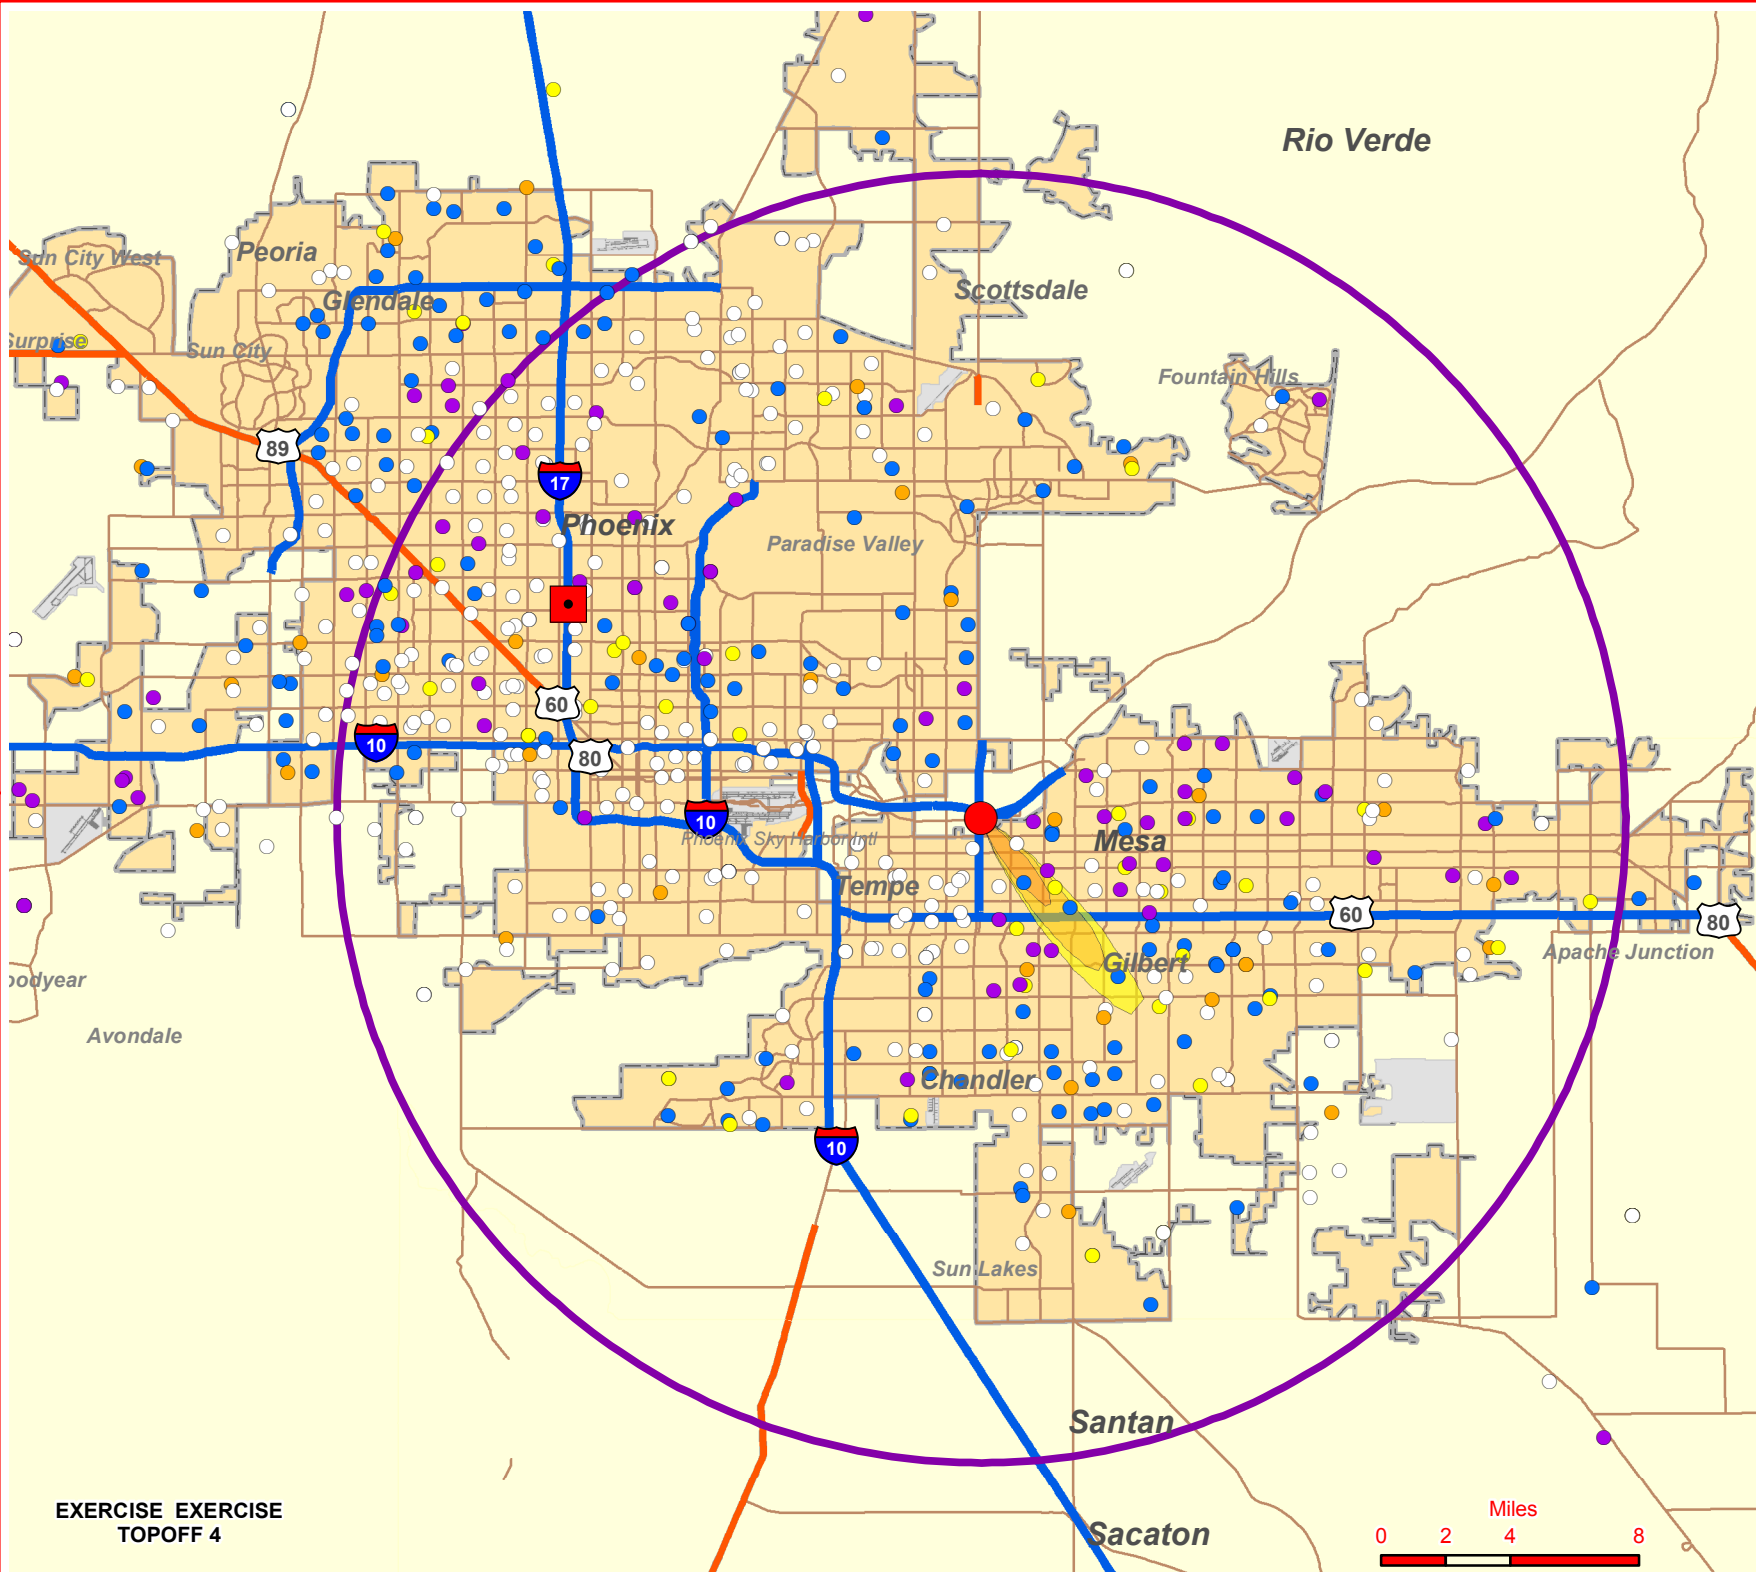 Rio Verde
Peoria
Sun City West
Glendale
Scottsdale
Surprise
Sun City
Fountain Hills
89
17
Phoenix
Paradise Valley
60
10
80
10
Phoenix Sky Harbor Intl
Mesa
Tempe
60
80
Gilbert
Apache Junction
oodyear
Avondale
Chandler
10
Sun Lakes
Santan
EXERCISE EXERCISE
TOPOFF 4
Sacaton
Miles
0 2 4 8